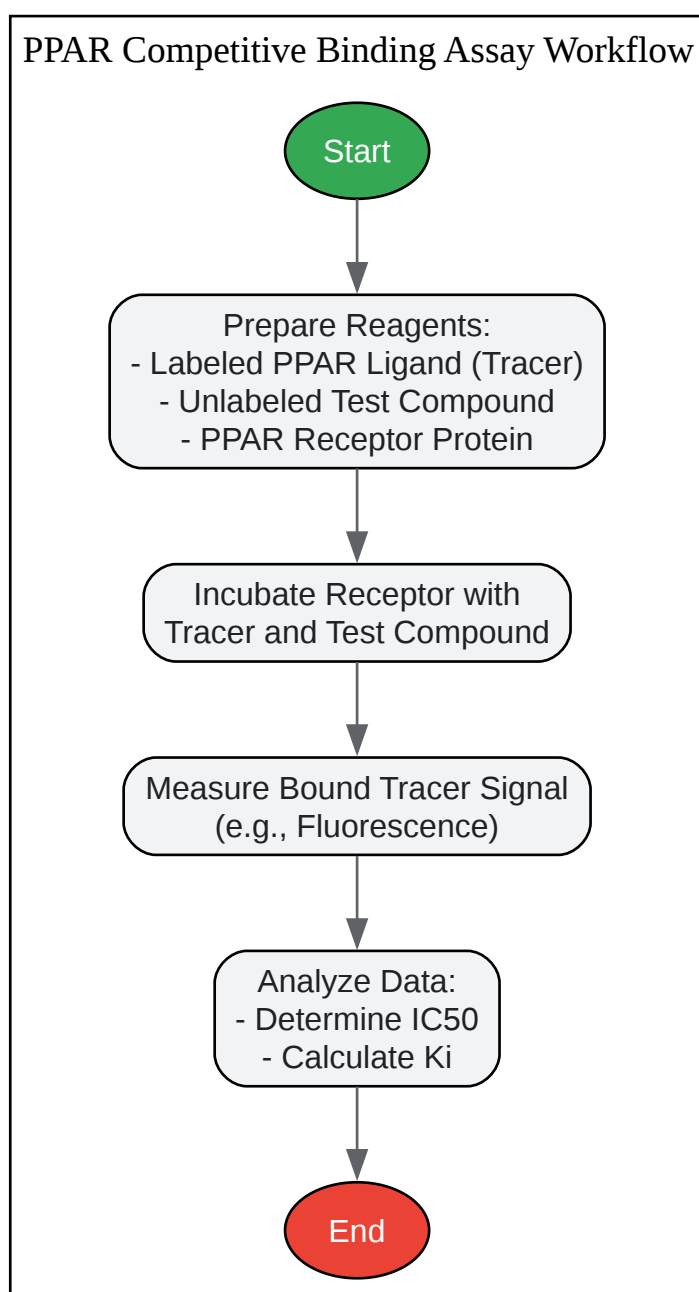 PPAR Competitive Binding Assay Workflow
Start
Prepare Reagents:
- Labeled PPAR Ligand (Tracer)
- Unlabeled Test Compound
- PPAR Receptor Protein
Incubate Receptor with
Tracer and Test Compound
Measure Bound Tracer Signal
(e.g., Fluorescence)
Analyze Data:
- Determine IC50
- Calculate Ki
End